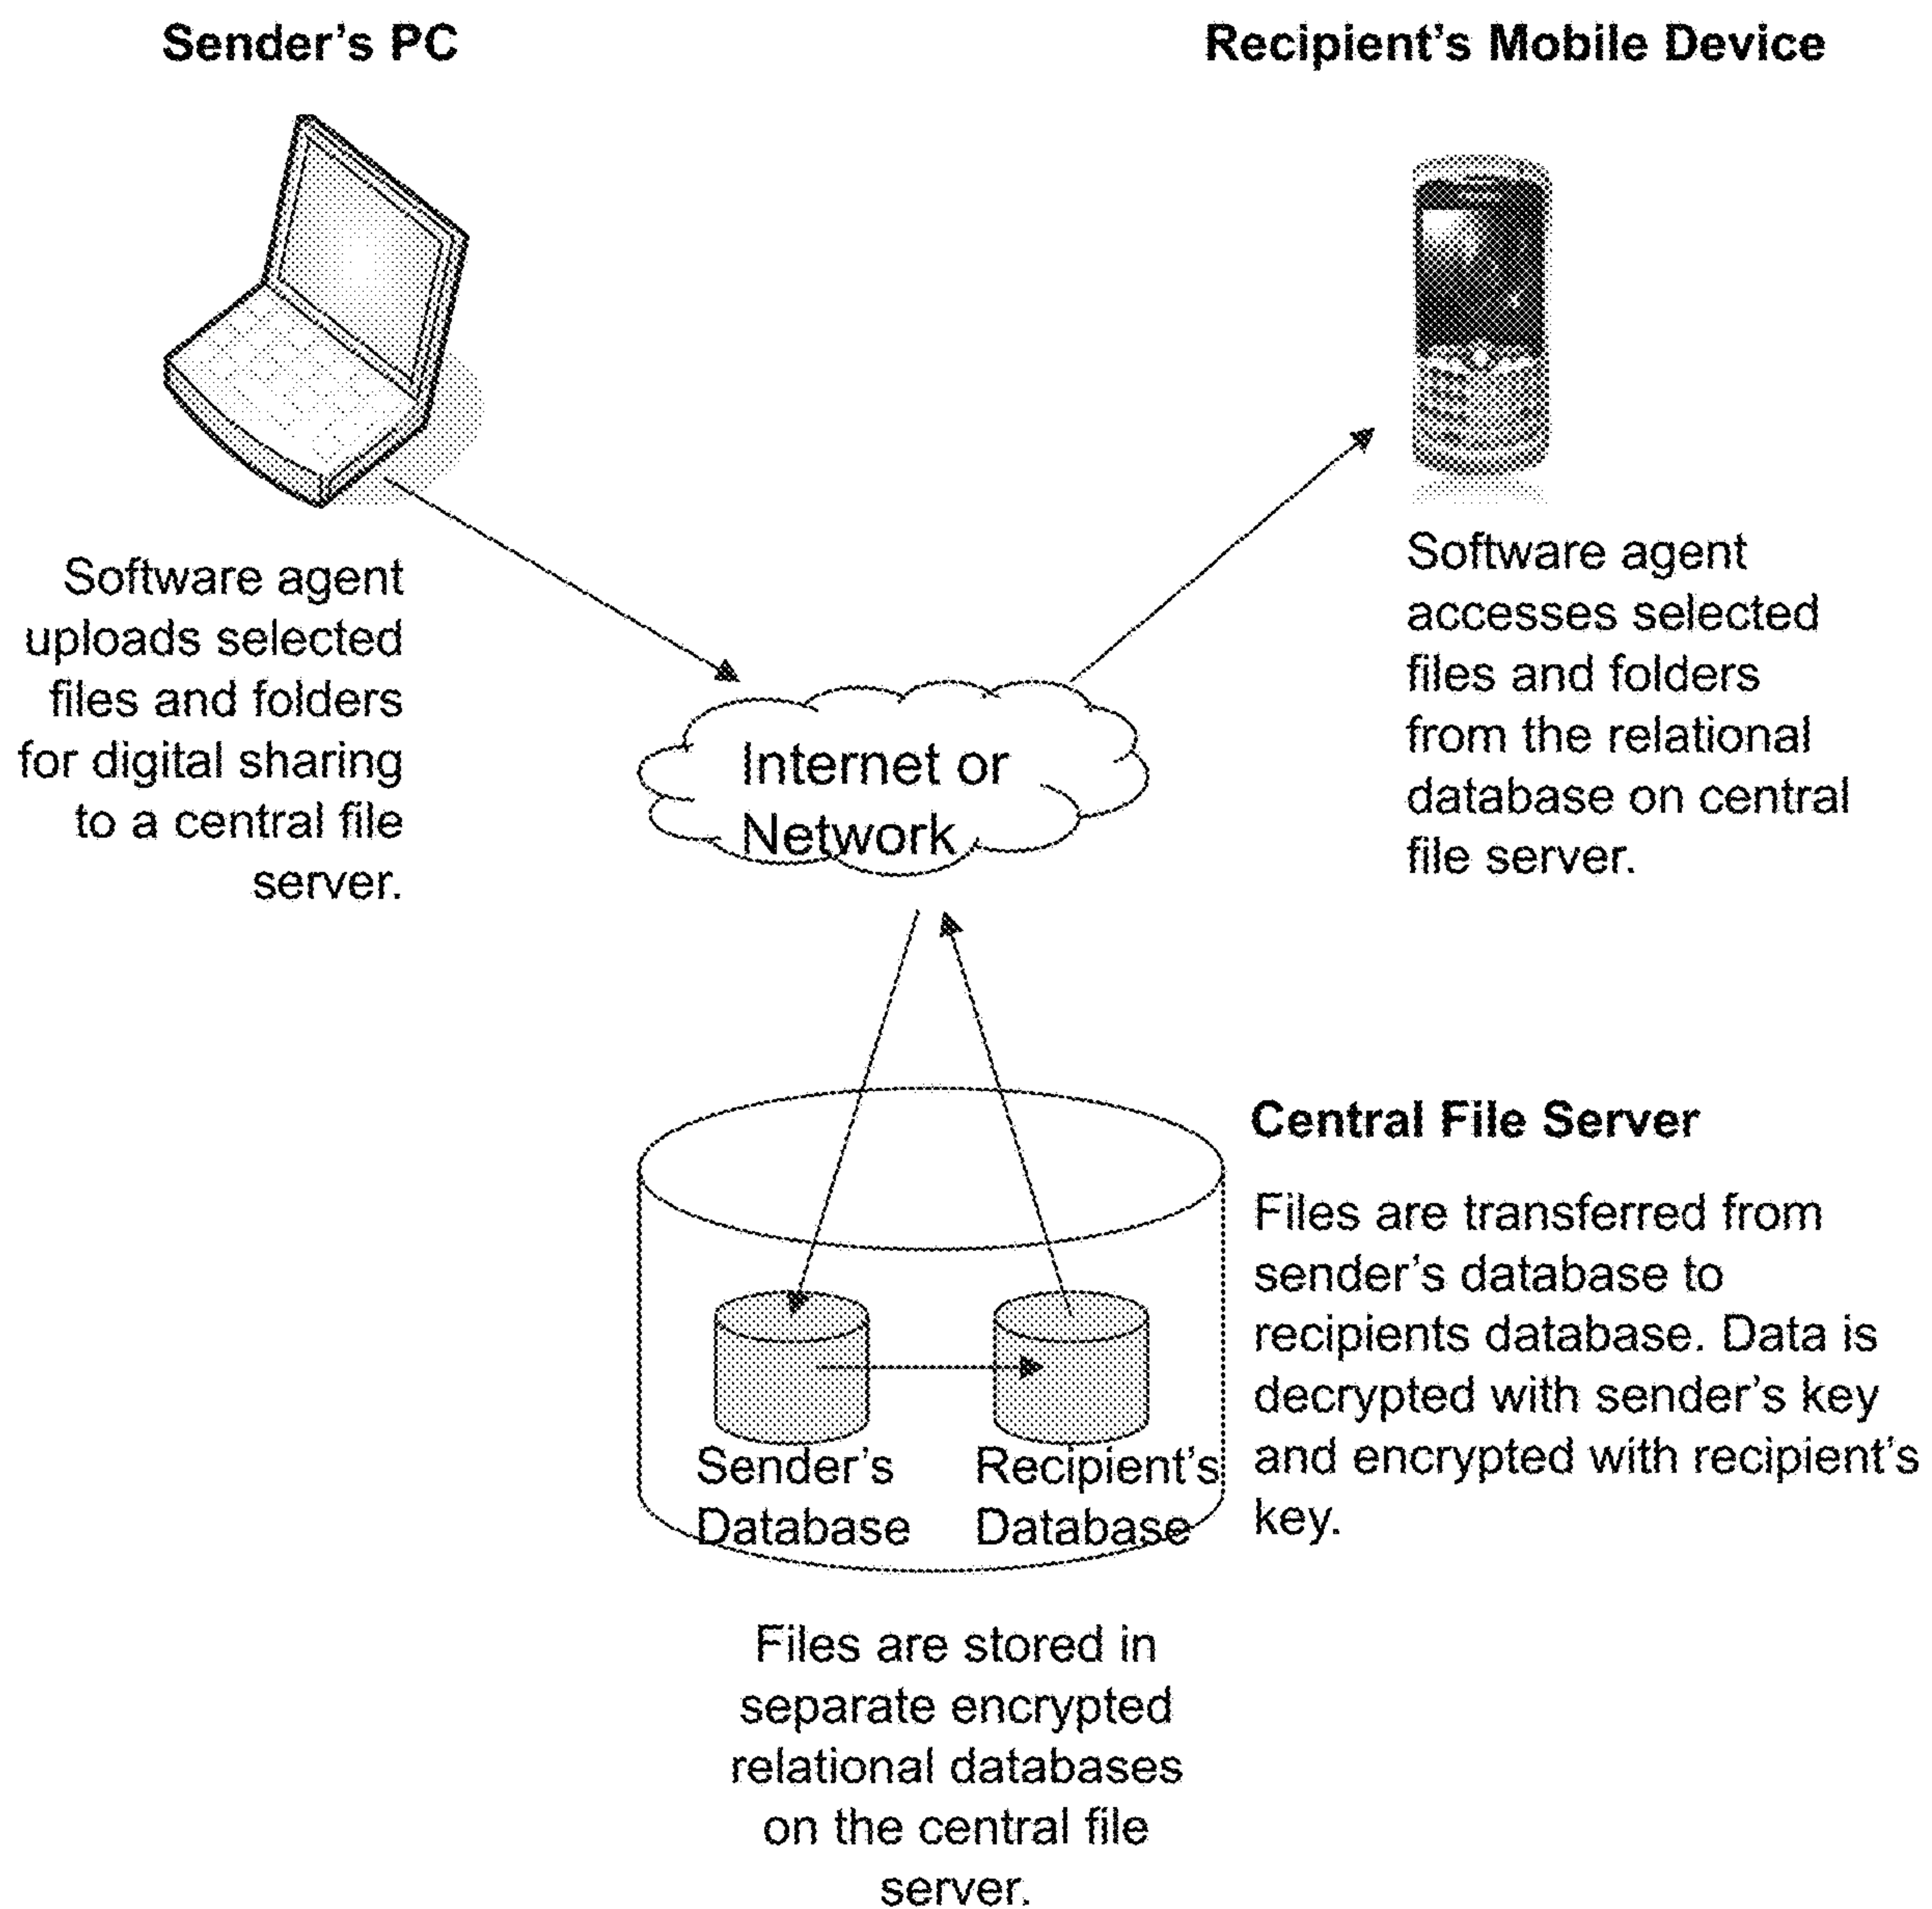 Sender's PC
Recipient's Mobile Device
Software agent
uploads selected
files and folders
for digital sharing
to a central file
server.
Software agent
accesses selected
files and folders
from the relational
database on central
file server.
Internet or
Network
Central File Server
Files are transferred from
sender's database to
recipients database. Data is
decrypted with sender's key
and encrypted with recipient's
key.
Sender's
Database
Recipient's
Database
Files are stored in
separate encrypted
relational databases
on the central file
server.